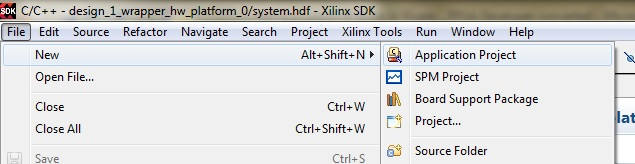 SDK C/C++ - design_1_wrapper_hw_platform_0/system.hdf - Xilinx SDK
File Edit Source Refactor Navigate Search Project Xilinx Tools Run Window Help
New Alt+Shift+N Application Project
Open File... SPM Project
Board Support Package
Close Ctrl+W Project...
Close All Ctrl+Shift+W
Save Ctrl+S Source Folder